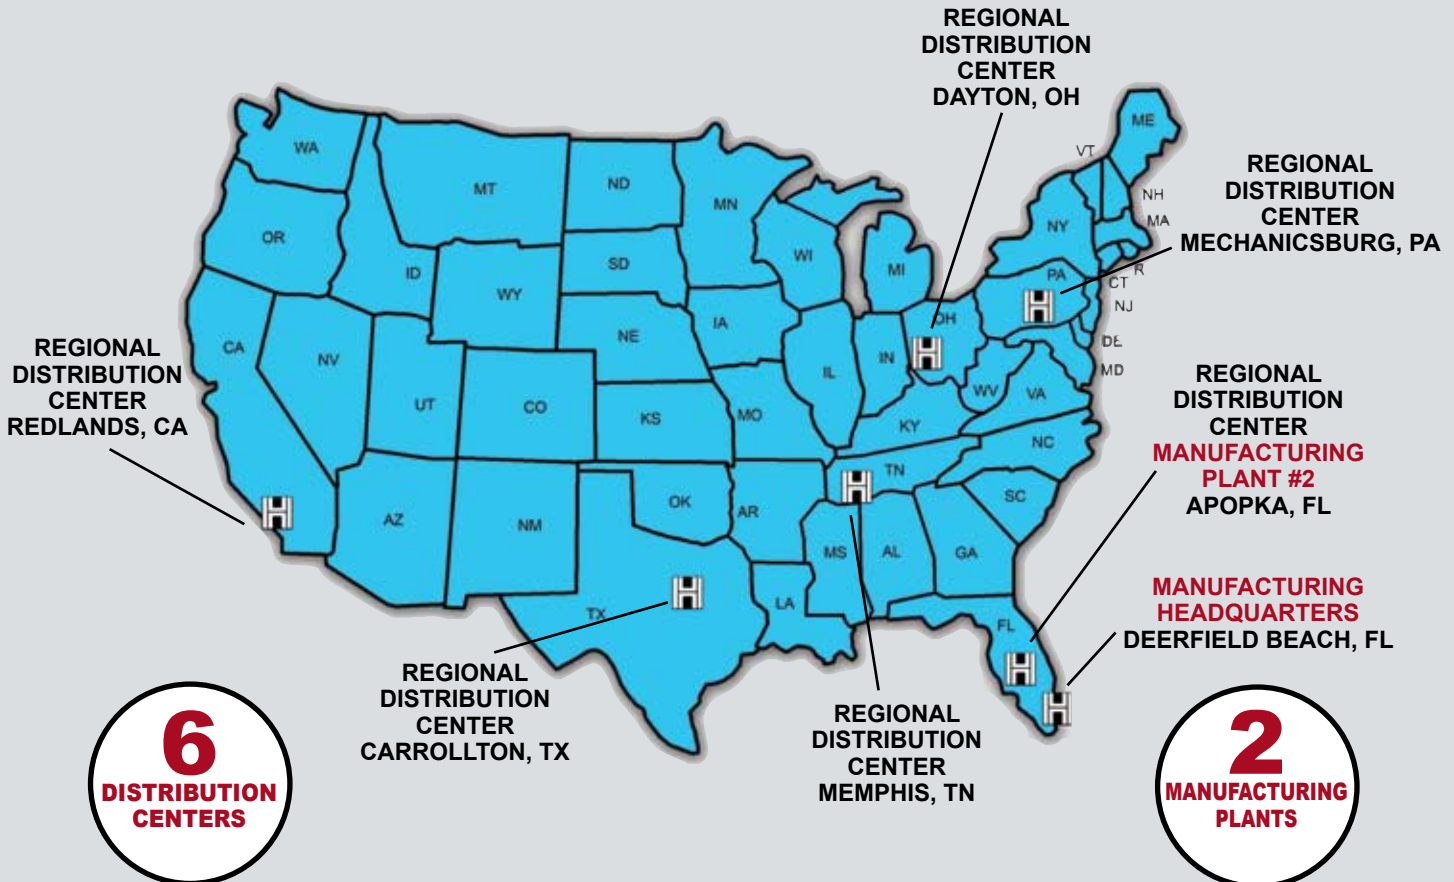 REGIONAL
DISTRIBUTION
CENTER
DAYTON, OH
REGIONAL
DISTRIBUTION
CENTER
MECHANICSBURG, PA
REGIONAL
DISTRIBUTION
CENTER
REDLANDS, CA
REGIONAL
DISTRIBUTION
CENTER
MANUFACTURING
PLANT #2
APOPKA, FL
MANUFACTURING
HEADQUARTERS
DEERFIELD BEACH, FL
REGIONAL
DISTRIBUTION
CENTER
CARROLLTON, TX
REGIONAL
DISTRIBUTION
CENTER
MEMPHIS, TN
6
DISTRIBUTION
CENTERS
2
MANUFACTURING
PLANTS
WA
OR
CA
NV
ID
MT
WY
UT
AZ
CO
NM
ND
SD
NE
KS
OK
TX
MN
IA
MO
AR
LA
WI
IL
MI
IN
OH
KY
TN
MS
AL
GA
FL
SC
NC
VA
WV
PA
NY
VT
ME
NH
MA
R
CT
NJ
DE
MD
H
H
H
H
H
H
H